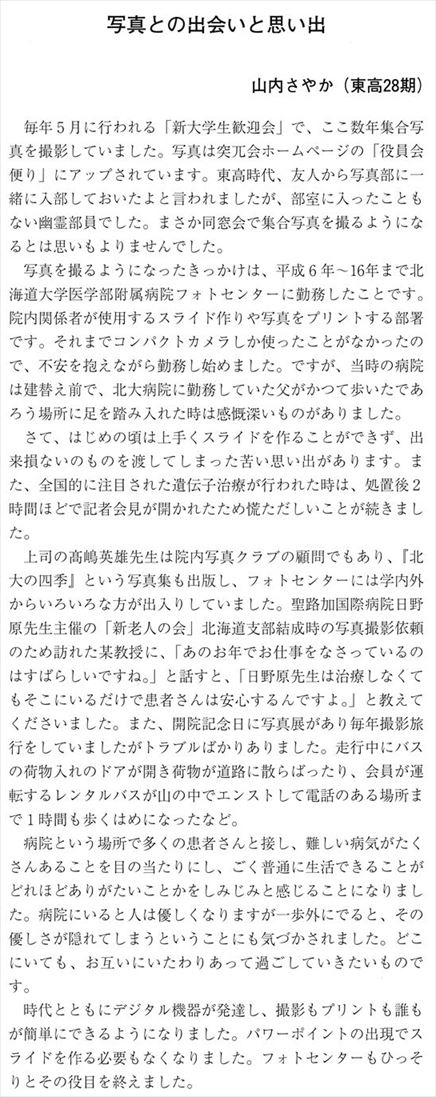 写真との出会いと思い出
山内さやか（東高28期）
毎年５月に行われる「新大学生歓迎会」で、ここ数年集合写
真を撮影していました。写真は突兀会ホームページの「役員会
便り」にアップされています。東高時代、友人から写真部に一
緒に入部しておいたよと言われましたが、部室に入ったことも
ない幽霊部員でした。まさか同窓会で集合写真を撮るようにな
るとは思いもよりませんでした。
写真を撮るようになったきっかけは、平成６年〜16年まで北
海道大学医学部附属病院フォトセンターに勤務したことです。
院内関係者が使用するスライド作りや写真をプリントする部署
です。それまでコンパクトカメラしか使ったことがなかったの
で、不安を抱えながら勤務し始めました。ですが、当時の病院
は建替え前で、北大病院に勤務していた父がかつて歩いたであ
ろう場所に足を踏み入れた時は感慨深いものがありました。
さて、はじめの頃は上手くスライドを作ることができず、出
来損ないのものを渡してしまった苦い思い出があります。ま
た、全国的に注目された遺伝子治療が行われた時は、処置後２
時間ほどで記者会見が開かれたため慌ただしいことが続きまし
た。
上司の髙嶋英雄先生は院内写真クラブの顧問でもあり、『北
大の四季』という写真集も出版し、フォトセンターには学内外
からいろいろな方が出入りしていました。聖路加国際病院日野
原先生主催の「新老人の会」北海道支部結成時の写真撮影依頼
のため訪れた某教授に、「あのお年でお仕事をなさっているの
はすばらしいですね。」と話すと、「日野原先生は治療しなくて
もそこにいるだけで患者さんは安心するんですよ。」と教えて
くださいました。また、開院記念日に写真展があり毎年撮影旅
行をしていましたがトラブルばかりありました。走行中にバス
の荷物入れのドアが開き荷物が道路に散らばったり、会員が運
転するレンタルバスが山の中でエンストして電話のある場所ま
で１時間も歩くはめになったなど。
病院という場所で多くの患者さんと接し、難しい病気がたく
さんあることを目の当たりにし、ごく普通に生活できることが
どれほどありがたいことかをしみじみと感じることになりまし
た。病院にいると人は優しくなりますが一歩外にでると、その
優しさが隠れてしまうということにも気づかされました。どこ
にいても、お互いにいたわりあって過ごしていきたいもので
す。
時代とともにデジタル機器が発達し、撮影もプリントも誰も
が簡単にできるようになりました。パワーポイントの出現でス
ライドを作る必要もなくなりました。フォトセンターもひっそ
りとその役目を終えました。